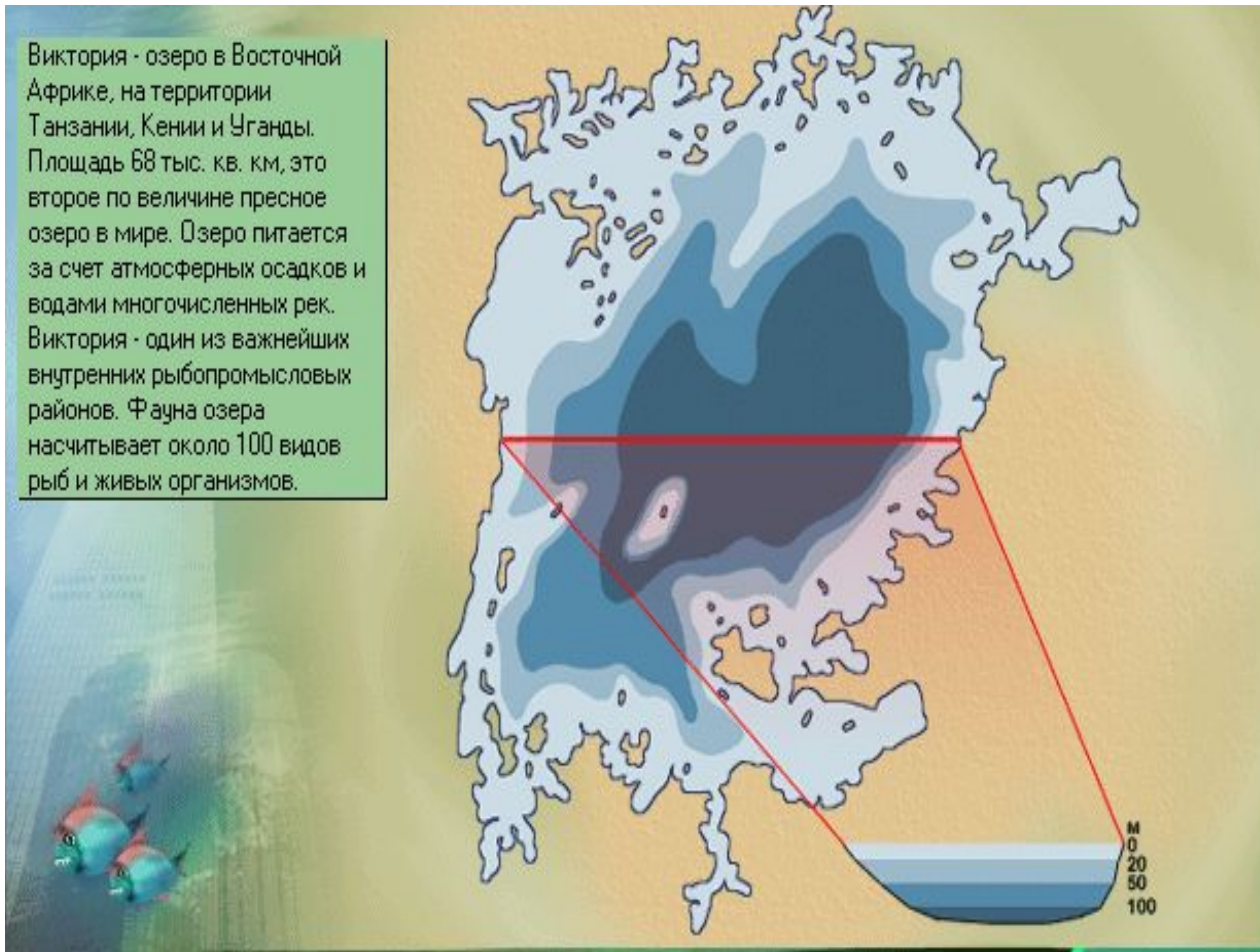 Виктория - озеро в Восточной
Африке, на территории
Танзании, Кении и Уганды.
Площадь 68 тыс. кв. км, это
второе по величине пресное
озеро в мире. Озеро питается
за счет атмосферных осадков и
водами многочисленных рек.
Виктория - один из важнейших
внутренних рыбопромысловых
районов. Фауна озера
насчитывает около 100 видов
рыб и живых организмов.
М
0
20
50
100